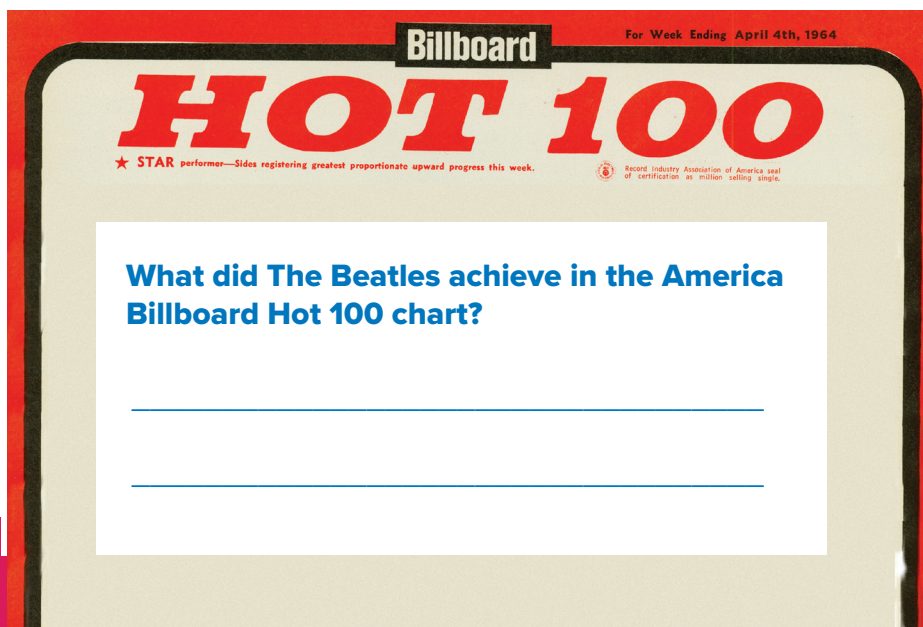 Billboard
For Week Ending April 4th, 1964
HOT 100
★ STAR performer—Sides registering greatest proportionate upward progress this week.
Record Industry Association of America seal
of certification as million selling single.
What did The Beatles achieve in the America
Billboard Hot 100 chart?